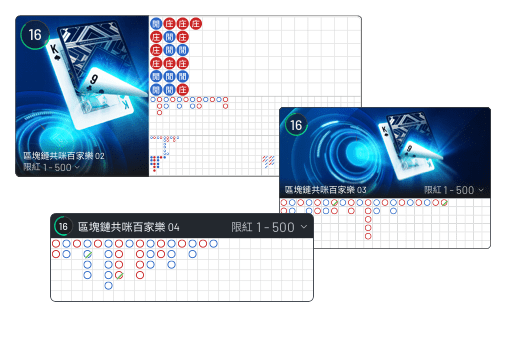 16
K
9
K
區塊鏈共咪百家樂 02
限紅 1 - 500
閒 庄 庄 庄
庄 閒 庄
庄 閒 閒
庄 庄 庄
閒 閒 庄
閒 閒 庄
16
K
9
區塊鏈共咪百家樂 03
限紅 1 - 500
16
區塊鏈共咪百家樂 04
限紅 1 - 500